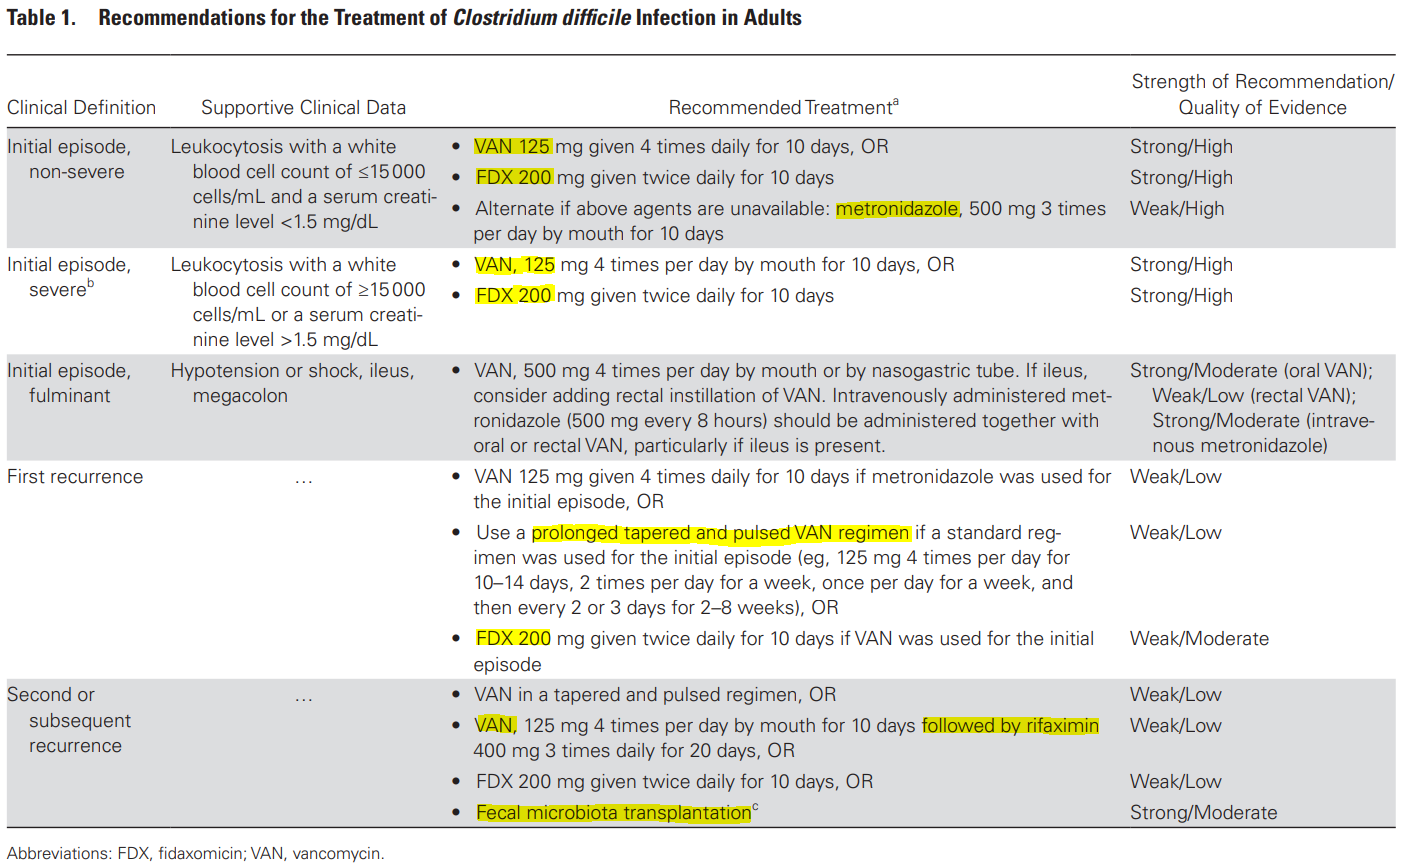 Table 1. Recommendations for the Treatment of Clostridium difficile Infection in Adults
Clinical Definition
Supportive Clinical Data
Recommended Treatmentᵃ
Strength of Recommendation/
Quality of Evidence
Initial episode,
non-severe
Leukocytosis with a white
blood cell count of ≤15 000
cells/mL and a serum creati-
nine level <1.5 mg/dL
• VAN 125 mg given 4 times daily for 10 days, OR
Strong/High
• FDX 200 mg given twice daily for 10 days
Strong/High
• Alternate if above agents are unavailable: metronidazole, 500 mg 3 times
per day by mouth for 10 days
Weak/High
Initial episode,
severeᵇ
Leukocytosis with a white
blood cell count of ≥15 000
cells/mL or a serum creati-
nine level >1.5 mg/dL
• VAN, 125 mg 4 times per day by mouth for 10 days, OR
Strong/High
• FDX 200 mg given twice daily for 10 days
Strong/High
Initial episode,
fulminant
Hypotension or shock, ileus,
megacolon
• VAN, 500 mg 4 times per day by mouth or by nasogastric tube. If ileus,
consider adding rectal instillation of VAN. Intravenously administered met-
ronidazole (500 mg every 8 hours) should be administered together with
oral or rectal VAN, particularly if ileus is present.
Strong/Moderate (oral VAN);
Weak/Low (rectal VAN);
Strong/Moderate (intrave-
nous metronidazole)
First recurrence
…
• VAN 125 mg given 4 times daily for 10 days if metronidazole was used for
the initial episode, OR
Weak/Low
• Use a prolonged tapered and pulsed VAN regimen if a standard reg-
imen was used for the initial episode (eg, 125 mg 4 times per day for
10–14 days, 2 times per day for a week, once per day for a week, and
then every 2 or 3 days for 2–8 weeks), OR
Weak/Low
• FDX 200 mg given twice daily for 10 days if VAN was used for the initial
episode
Weak/Moderate
Second or
subsequent
recurrence
…
• VAN in a tapered and pulsed regimen, OR
Weak/Low
• VAN, 125 mg 4 times per day by mouth for 10 days followed by rifaximin
400 mg 3 times daily for 20 days, OR
Weak/Low
• FDX 200 mg given twice daily for 10 days, OR
Weak/Low
• Fecal microbiota transplantationᶜ
Strong/Moderate
Abbreviations: FDX, fidaxomicin; VAN, vancomycin.